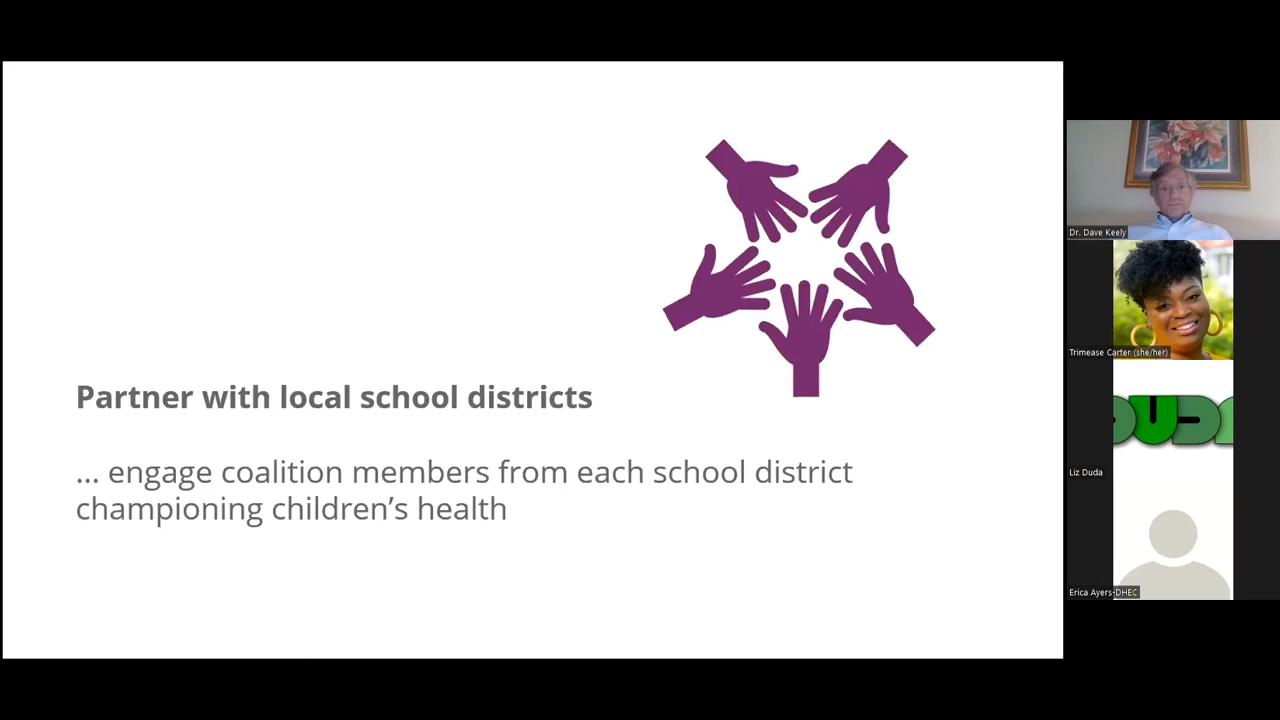 Partner with local school districts
... engage coalition members from each school district
championing children’s health
Dr. Dave Keely
Trimease Carter (she/her)
DUDA
Liz Duda
Erica Ayers-DHEC